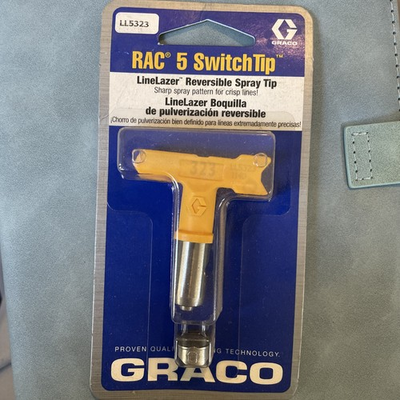 LL5323
GRACO
RAC® 5 SwitchTip™
LineLazer™ Reversible Spray Tip
Sharp spray pattern for crisp lines!
LineLazer Boquilla
de pulverización reversible
¡Chorro de pulverización bien definido para líneas extremadamente precisas!
323
PROVEN QUALITY. TECHNOLOGY.™
GRACO